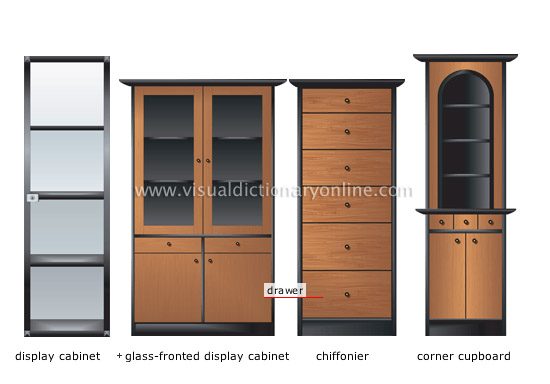 www.visualdictionaryonline.com
drawer
display cabinet
+ glass-fronted display cabinet
chiffonier
corner cupboard